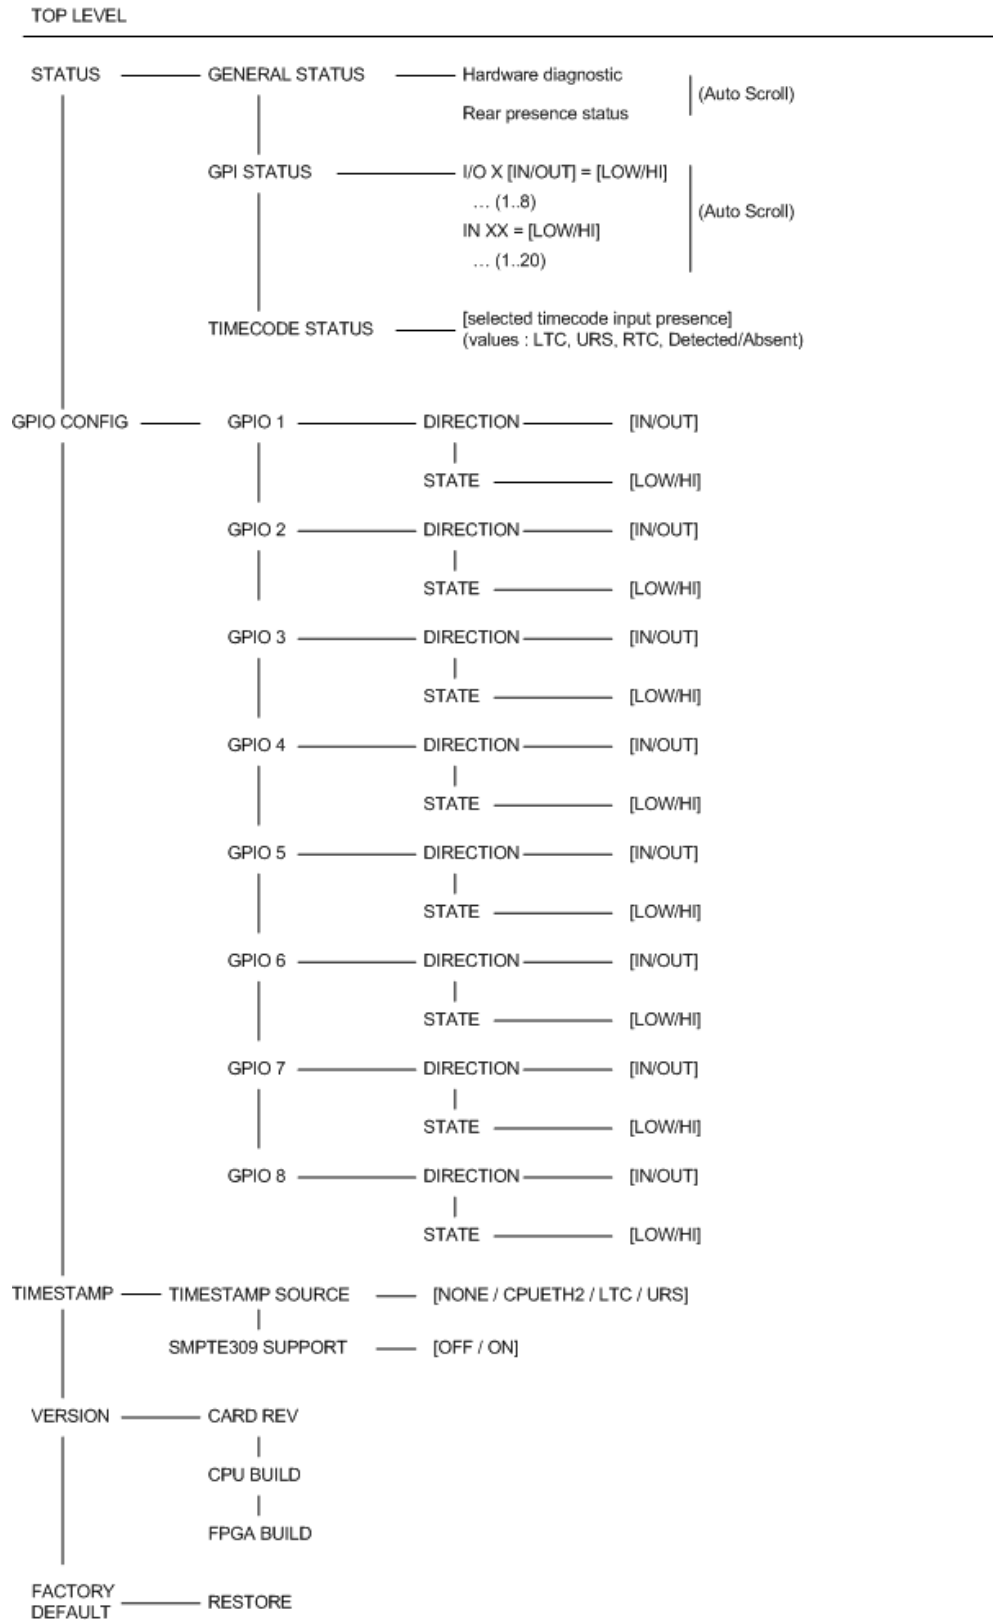 TOP LEVEL
STATUS GENERAL STATUS Hardware diagnostic
(Auto Scroll)
Rear presence status
GPI STATUS I/O X [IN/OUT] = [LOW/HI]
... (1..8)
(Auto Scroll)
IN XX = [LOW/HI]
... (1..20)
TIMECODE STATUS [selected timecode input presence]
(values : LTC, URS, RTC, Detected/Absent)
GPIO CONFIG GPIO 1 DIRECTION [IN/OUT]
STATE [LOW/HI]
GPIO 2 DIRECTION [IN/OUT]
STATE [LOW/HI]
GPIO 3 DIRECTION [IN/OUT]
STATE [LOW/HI]
GPIO 4 DIRECTION [IN/OUT]
STATE [LOW/HI]
GPIO 5 DIRECTION [IN/OUT]
STATE [LOW/HI]
GPIO 6 DIRECTION [IN/OUT]
STATE [LOW/HI]
GPIO 7 DIRECTION [IN/OUT]
STATE [LOW/HI]
GPIO 8 DIRECTION [IN/OUT]
STATE [LOW/HI]
TIMESTAMP TIMESTAMP SOURCE [NONE / CPUETH2 / LTC / URS]
SMPTE309 SUPPORT [OFF / ON]
VERSION CARD REV
CPU BUILD
FPGA BUILD
FACTORY
DEFAULT RESTORE